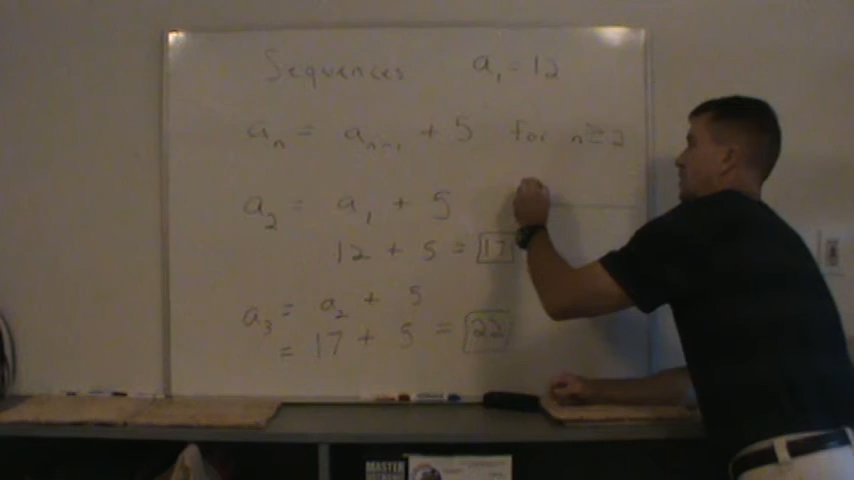 Sequences a₁ = 12
aₙ = aₙ₋₁ + 5 for n ≥ 2
a₂ = a₁ + 5
12 + 5 = 17
a₃ = a₂ + 5
= 17 + 5 = 22
MASTER